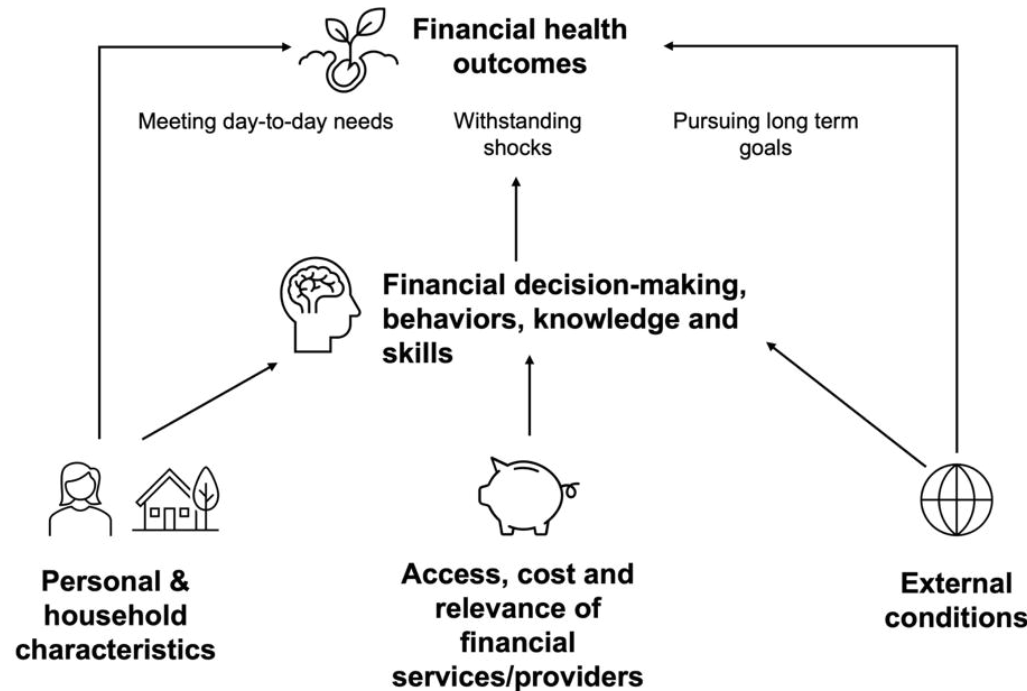 Financial health
outcomes
Meeting day-to-day needs
Withstanding
shocks
Pursuing long term
goals
Financial decision-making,
behaviors, knowledge and
skills
Personal &
household
characteristics
Access, cost and
relevance of
financial
services/providers
External
conditions